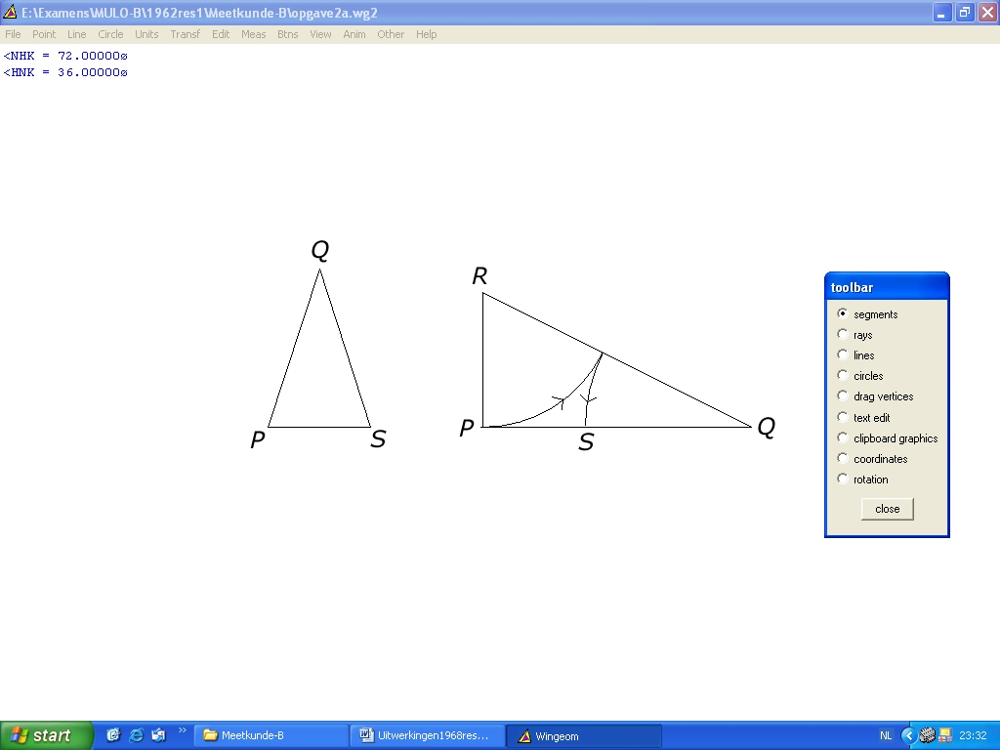 E:\Examens\MULO-B\1962res1\Meetkunde-B\opgave2a.wg2
File Point Line Circle Units Transf Edit Meas Btns View Anim Other Help
<NHK = 72.00000ø
<HNK = 36.00000ø
Q
P
S
R
P
S
Q
toolbar
segments
rays
lines
circles
drag vertices
text edit
clipboard graphics
coordinates
rotation
close
start
Meetkunde-B
Uitwerkingen1968res...
Wingeom
NL
23:32